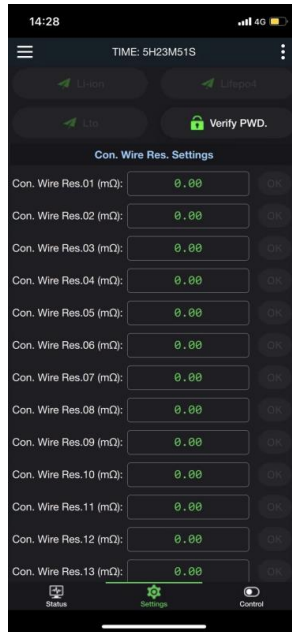 14:28 4G
TIME: 5H23M51S
Li-ion Lifepo4
Lto Verify PWD.
Con. Wire Res. Settings
Con. Wire Res.01 (mΩ): 0.00 OK
Con. Wire Res.02 (mΩ): 0.00 OK
Con. Wire Res.03 (mΩ): 0.00 OK
Con. Wire Res.04 (mΩ): 0.00 OK
Con. Wire Res.05 (mΩ): 0.00 OK
Con. Wire Res.06 (mΩ): 0.00 OK
Con. Wire Res.07 (mΩ): 0.00 OK
Con. Wire Res.08 (mΩ): 0.00 OK
Con. Wire Res.09 (mΩ): 0.00 OK
Con. Wire Res.10 (mΩ): 0.00 OK
Con. Wire Res.11 (mΩ): 0.00 OK
Con. Wire Res.12 (mΩ): 0.00 OK
Con. Wire Res.13 (mΩ): 0.00 OK
Status Settings Control